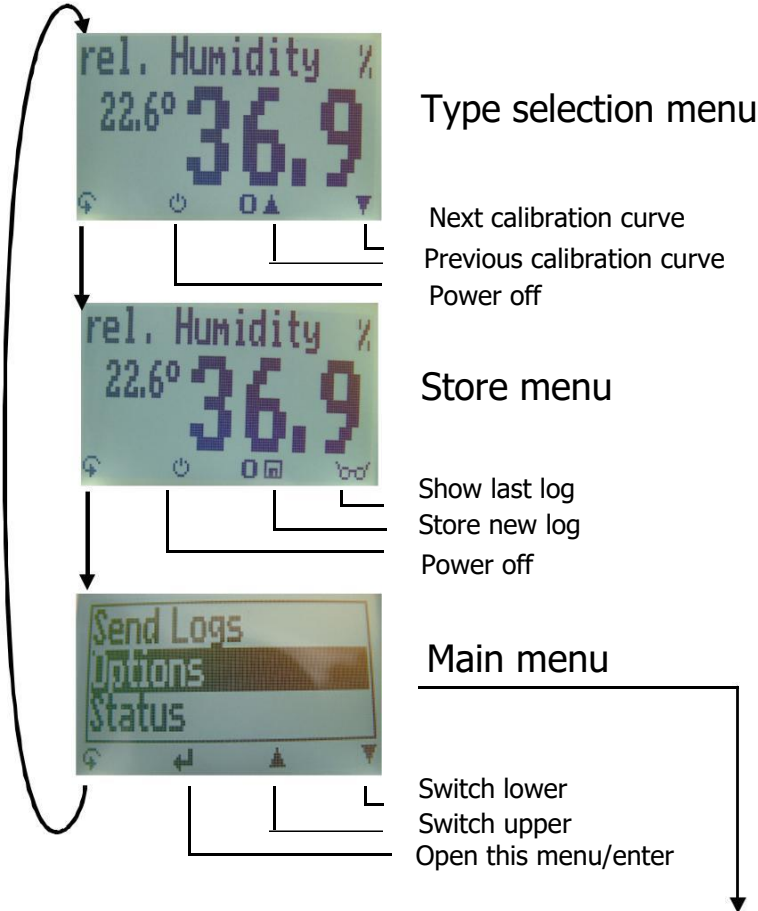 rel. Humidity %
22.6° 36.9
0
Type selection menu
Next calibration curve
Previous calibration curve
Power off
rel. Humidity %
22.6° 36.9
0
Store menu
Show last log
Store new log
Power off
Send Logs
Options
Status
Main menu
Switch lower
Switch upper
Open this menu/enter